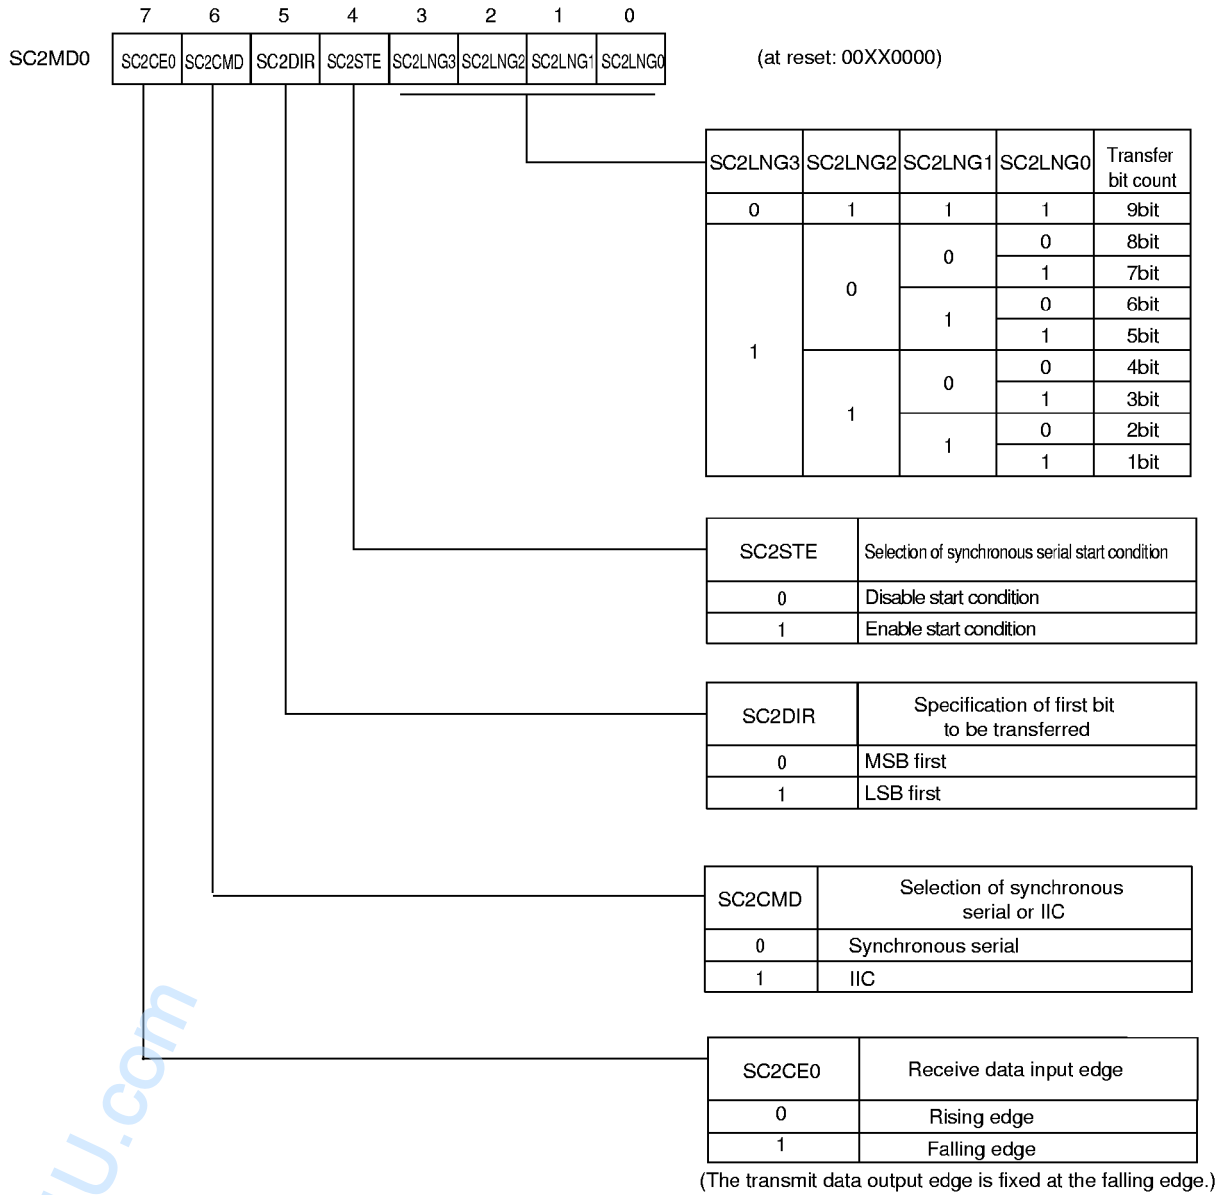 7 6 5 4 3 2 1 0
SC2MD0 SC2CE0 SC2CMD SC2DIR SC2STE SC2LNG3 SC2LNG2 SC2LNG1 SC2LNG0 (at reset: 00XX0000)
SC2LNG3 SC2LNG2 SC2LNG1 SC2LNG0 Transfer
bit count
0 1 1 1 9bit
0 8bit
0
1 7bit
0
0 6bit
1
1 5bit
1
0 4bit
0
1 3bit
1
0 2bit
1
1 1bit
SC2STE Selection of synchronous serial start condition
0 Disable start condition
1 Enable start condition
SC2DIR Specification of first bit
to be transferred
0 MSB first
1 LSB first
SC2CMD Selection of synchronous
serial or IIC
0 Synchronous serial
1 IIC
SC2CE0 Receive data input edge
0 Rising edge
1 Falling edge
(The transmit data output edge is fixed at the falling edge.)
U.com